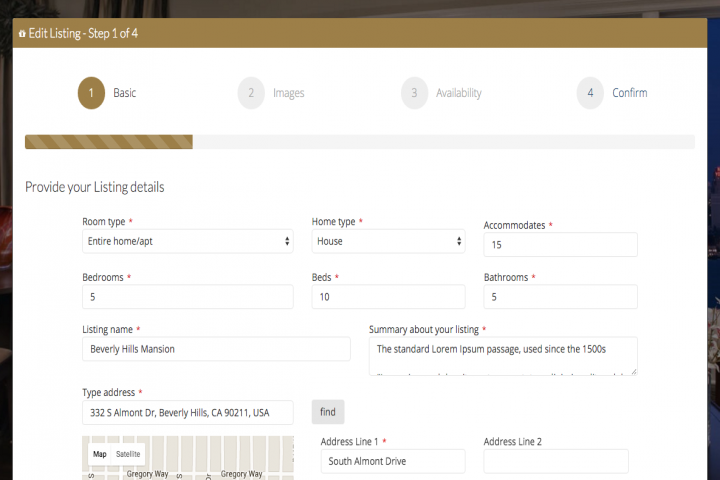 Edit Listing - Step 1 of 4
1 Basic 2 Images 3 Availability 4 Confirm
Provide your Listing details
Room type * Home type * Accommodates *
Entire home/apt House 15
Bedrooms * Beds * Bathrooms *
5 10 5
Listing name * Summary about your listing *
Beverly Hills Mansion The standard Lorem Ipsum passage, used since the 1500s
Type address *
332 S Almont Dr, Beverly Hills, CA 90211, USA find
Address Line 1 * Address Line 2
Map Satellite South Almont Drive
Gregory Way Gregory Way